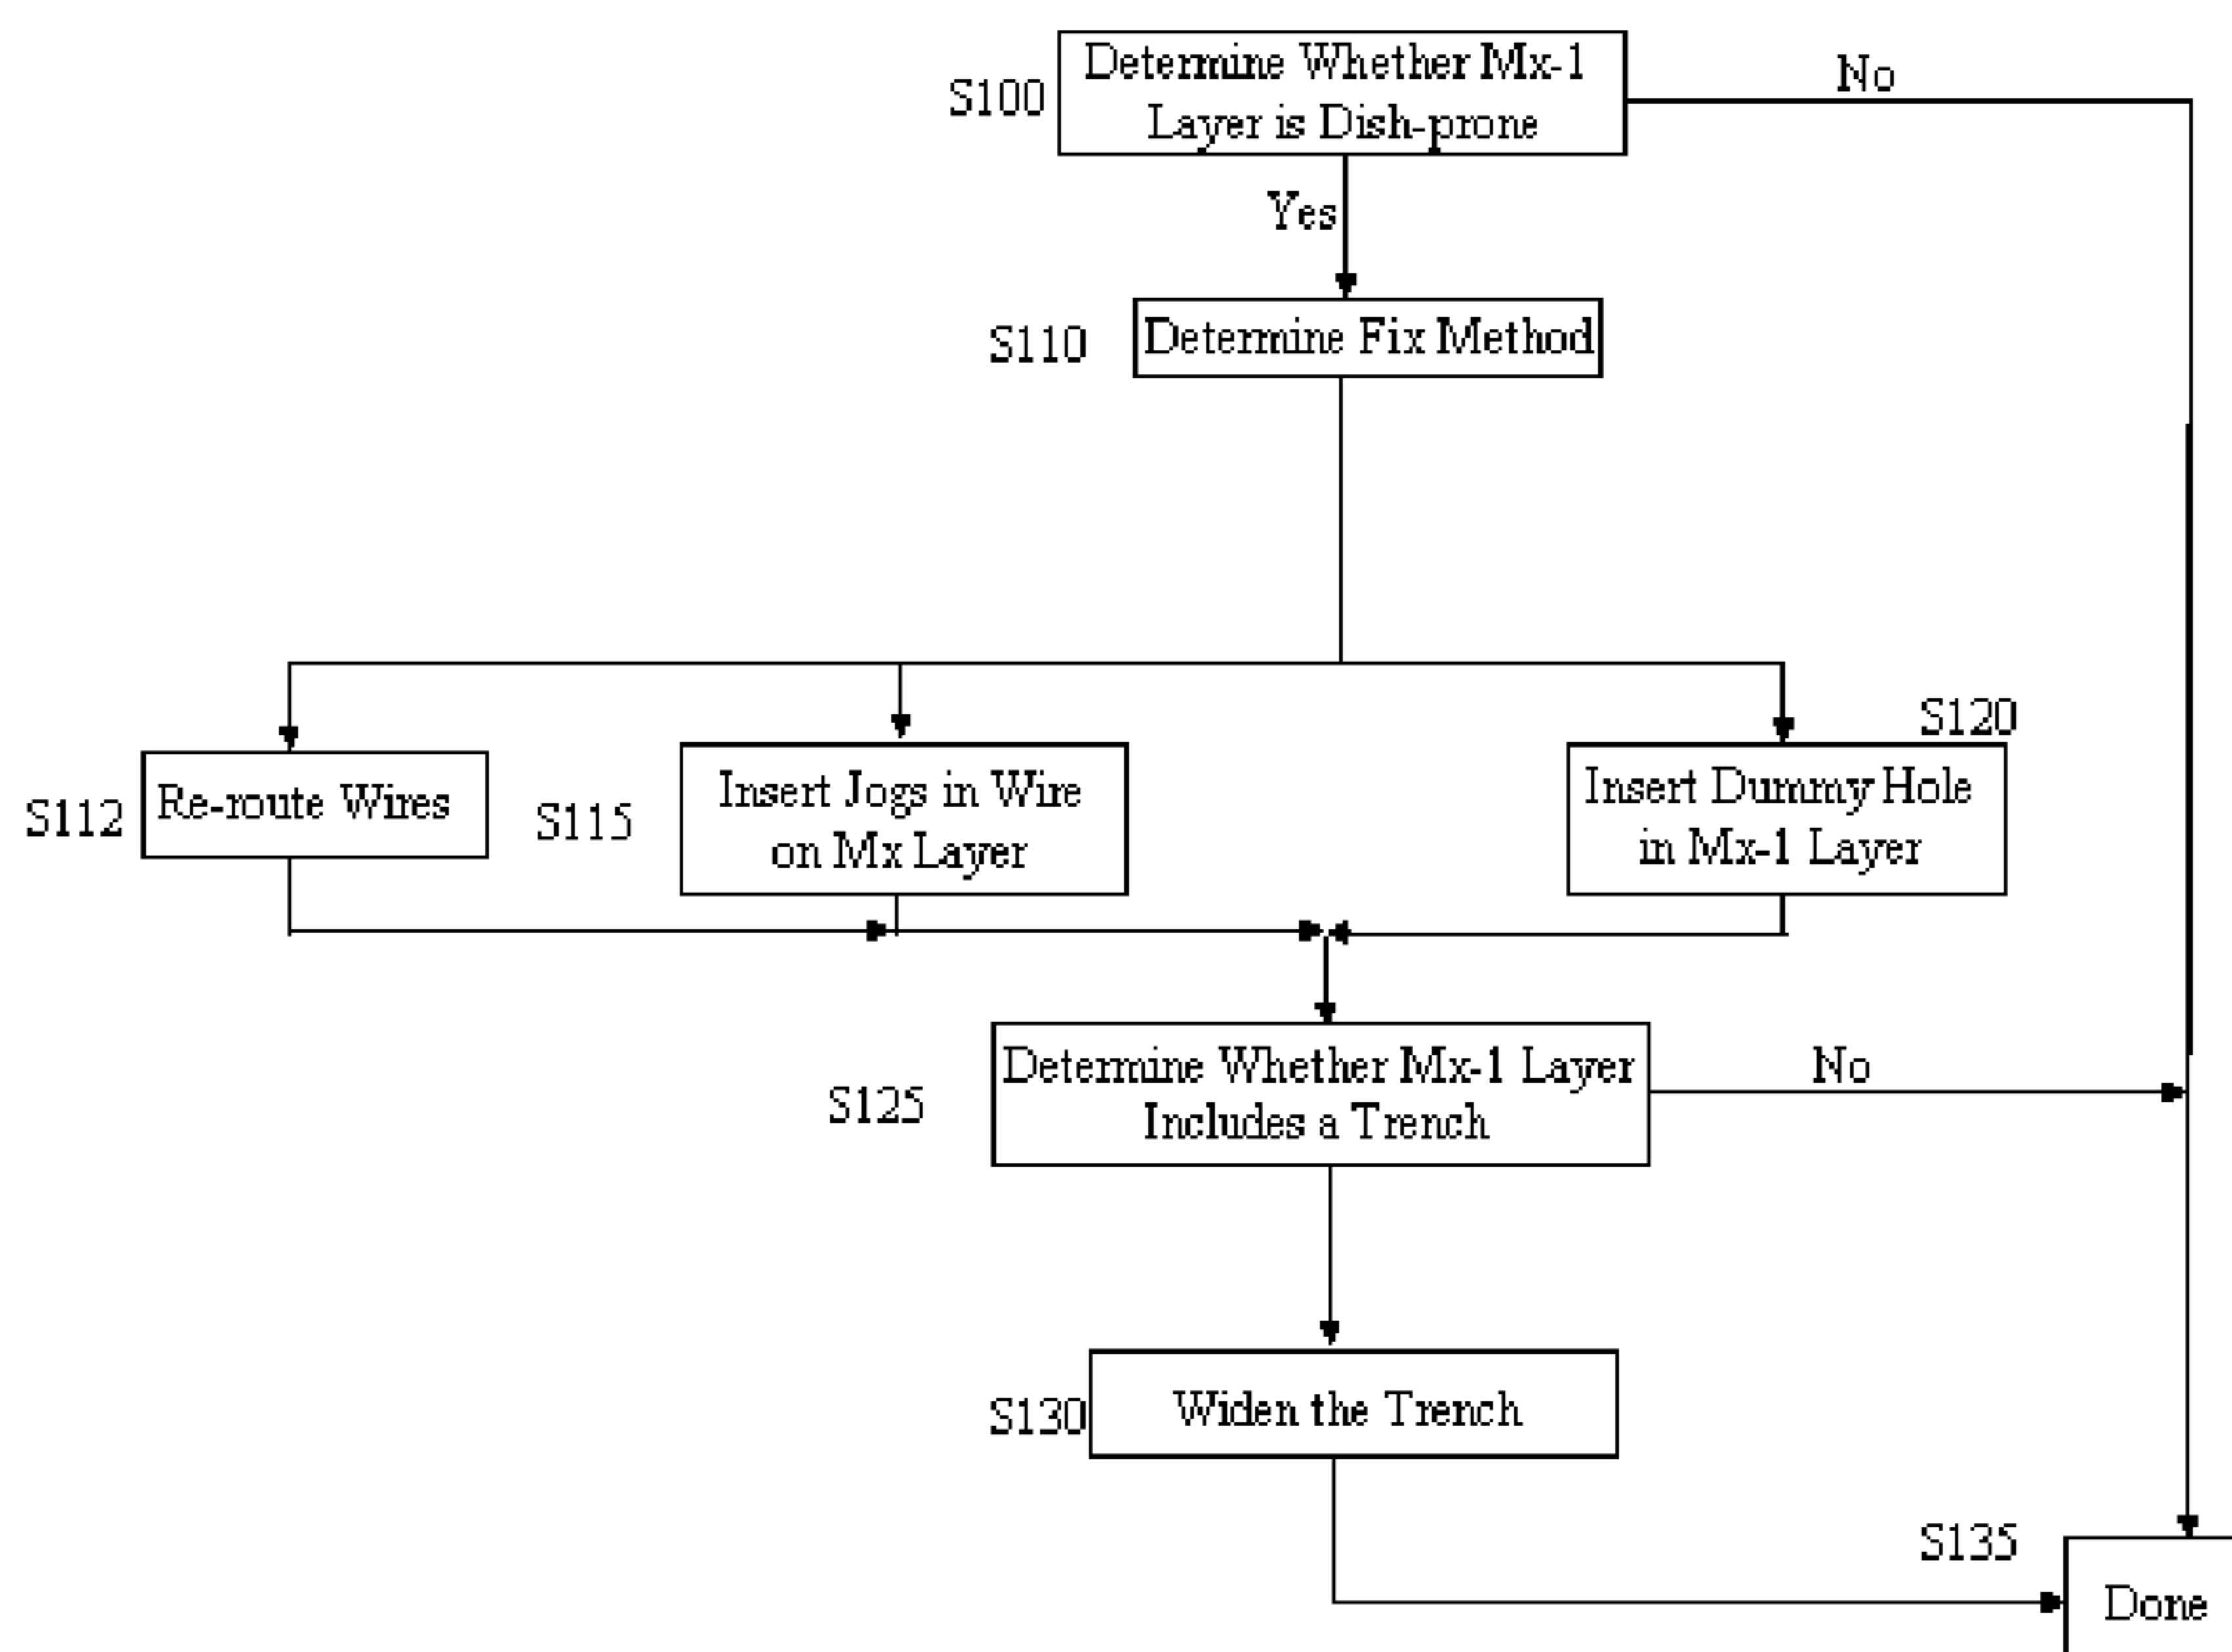 S100
Determine Whether Mx-1
Layer is Dish-prone
No
Yes
S110
Determine Fix Method
S120
S112
Re-route Wires
S115
Insert Jogs in Wire
on Mx Layer
Insert Dummy Hole
in Mx-1 Layer
S125
Determine Whether Mx-1 Layer
Includes a Trench
No
S130
Widen the Trench
S135
Done